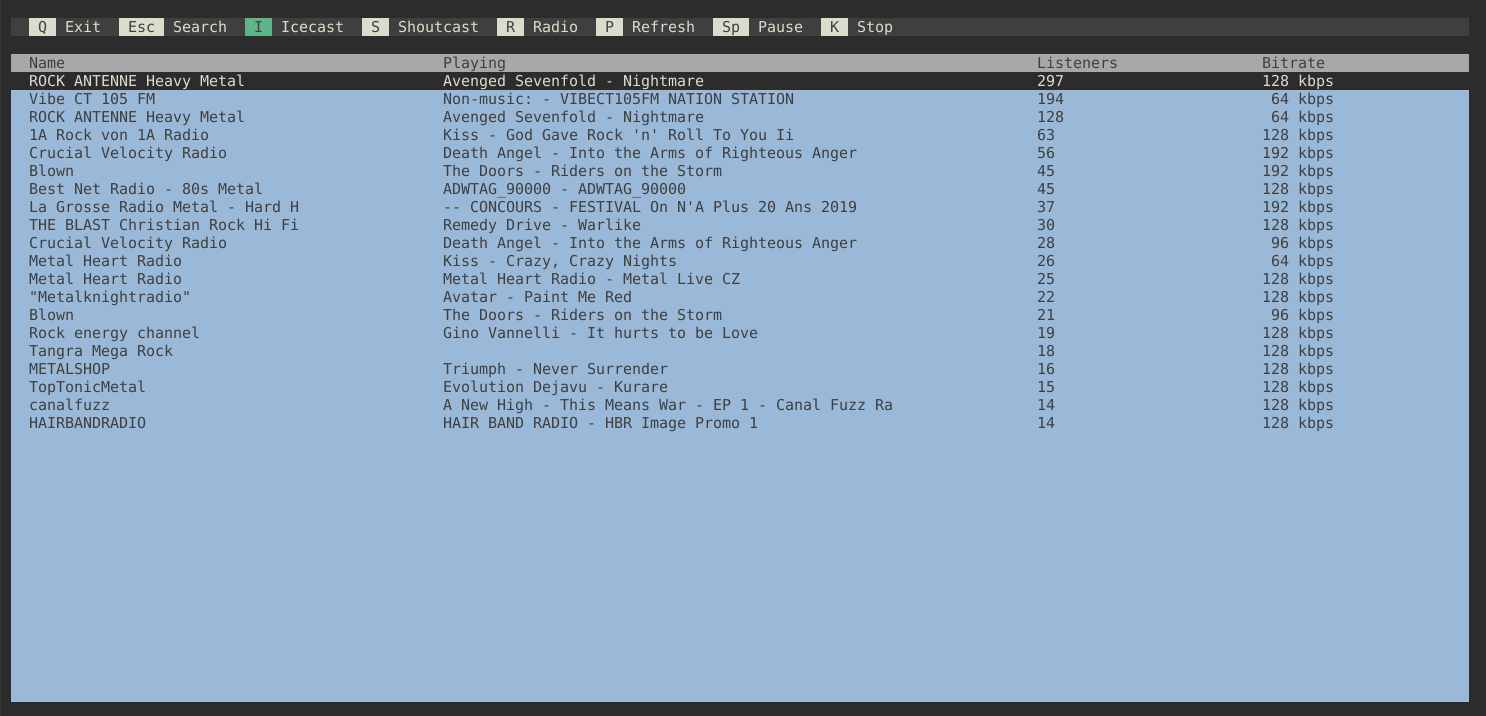 Q Exit Esc Search I Icecast S Shoutcast R Radio P Refresh Sp Pause K Stop
Name Playing Listeners Bitrate
ROCK ANTENNE Heavy Metal Avenged Sevenfold - Nightmare 297 128 kbps
Vibe CT 105 FM Non-music: - VIBECT105FM NATION STATION 194 64 kbps
ROCK ANTENNE Heavy Metal Avenged Sevenfold - Nightmare 128 64 kbps
1A Rock von 1A Radio Kiss - God Gave Rock 'n' Roll To You Ii 63 128 kbps
Crucial Velocity Radio Death Angel - Into the Arms of Righteous Anger 56 192 kbps
Blown The Doors - Riders on the Storm 45 192 kbps
Best Net Radio - 80s Metal ADWTAG_90000 - ADWTAG_90000 45 128 kbps
La Grosse Radio Metal - Hard H -- CONCOURS - FESTIVAL On N'A Plus 20 Ans 2019 37 192 kbps
THE BLAST Christian Rock Hi Fi Remedy Drive - Warlike 30 128 kbps
Crucial Velocity Radio Death Angel - Into the Arms of Righteous Anger 28 96 kbps
Metal Heart Radio Kiss - Crazy, Crazy Nights 26 64 kbps
Metal Heart Radio Metal Heart Radio - Metal Live CZ 25 128 kbps
"Metalknightradio" Avatar - Paint Me Red 22 128 kbps
Blown The Doors - Riders on the Storm 21 96 kbps
Rock energy channel Gino Vannelli - It hurts to be Love 19 128 kbps
Tangra Mega Rock 18 128 kbps
METALSHOP Triumph - Never Surrender 16 128 kbps
TopTonicMetal Evolution Dejavu - Kurare 15 128 kbps
canalfuzz A New High - This Means War - EP 1 - Canal Fuzz Ra 14 128 kbps
HAIRBANDRADIO HAIR BAND RADIO - HBR Image Promo 1 14 128 kbps